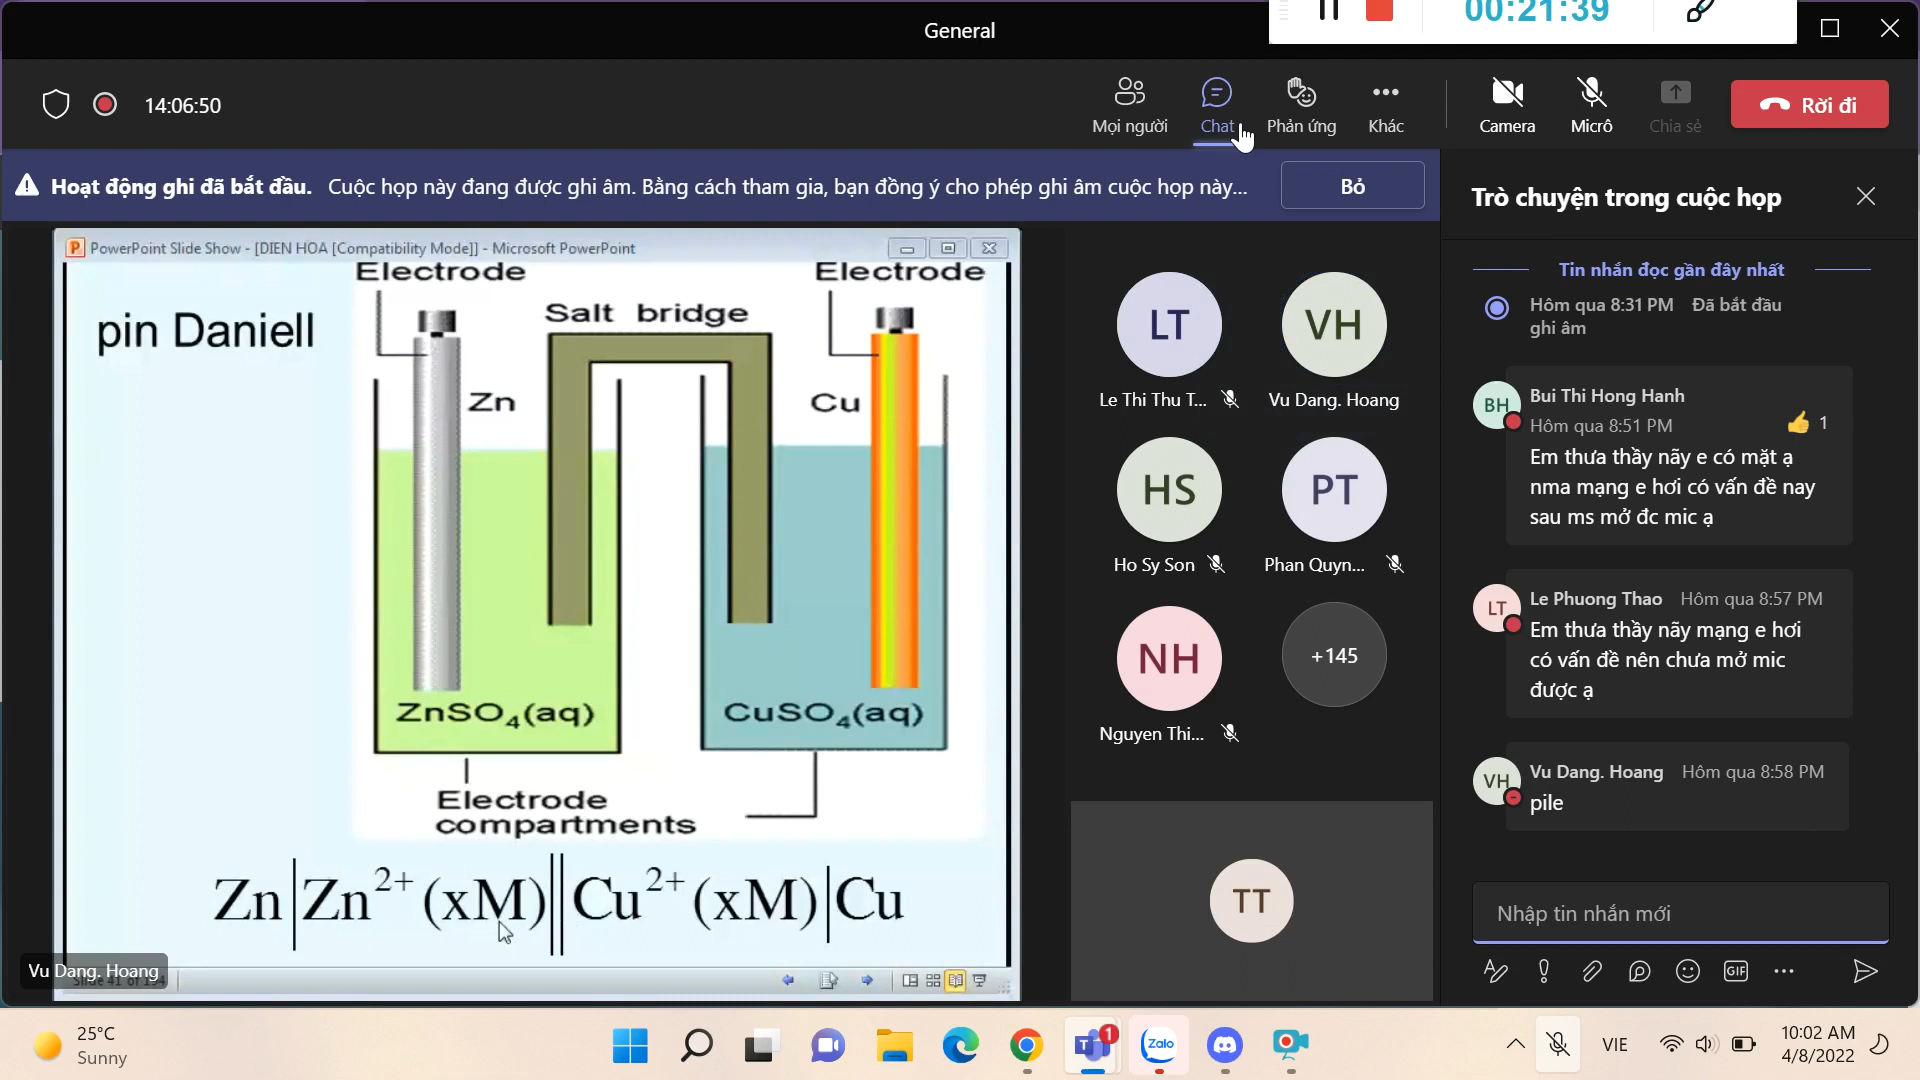 General
00:21:39
14:06:50
Mọi người
Chat
Phản ứng
Khác
Camera
Micrô
Chia sẻ
Rời đi
Hoạt động ghi đã bắt đầu. Cuộc họp này đang được ghi âm. Bằng cách tham gia, bạn đồng ý cho phép ghi âm cuộc họp này...
Bỏ
PowerPoint Slide Show - [DIEN HOA [Compatibility Mode]] - Microsoft PowerPoint
Electrode
Electrode
pin Daniell
Salt bridge
Zn
Cu
ZnSO₄(aq)
CuSO₄(aq)
Electrode
compartments
Zn|Zn²⁺(xM)||Cu²⁺(xM)|Cu
Vu Dang. Hoang
Slide 41 of 194
LT
Le Thi Thu T...
VH
Vu Dang. Hoang
HS
Ho Sy Son
PT
Phan Quyn...
NH
Nguyen Thi...
+145
TT
Trò chuyện trong cuộc họp
Tin nhắn đọc gần đây nhất
Hôm qua 8:31 PM Đã bắt đầu
ghi âm
BH
Bui Thi Hong Hanh
Hôm qua 8:51 PM
👍 1
Em thưa thầy nãy e có mặt ạ
nma mạng e hơi có vấn đề nay
sau ms mở đc mic ạ
LT
Le Phuong Thao Hôm qua 8:57 PM
Em thưa thầy nãy mạng e hơi
có vấn đề nên chưa mở mic
được ạ
VH
Vu Dang. Hoang Hôm qua 8:58 PM
pile
Nhập tin nhắn mới
GIF
25°C
Sunny
T
1
Zalo
VIE
10:02 AM
4/8/2022